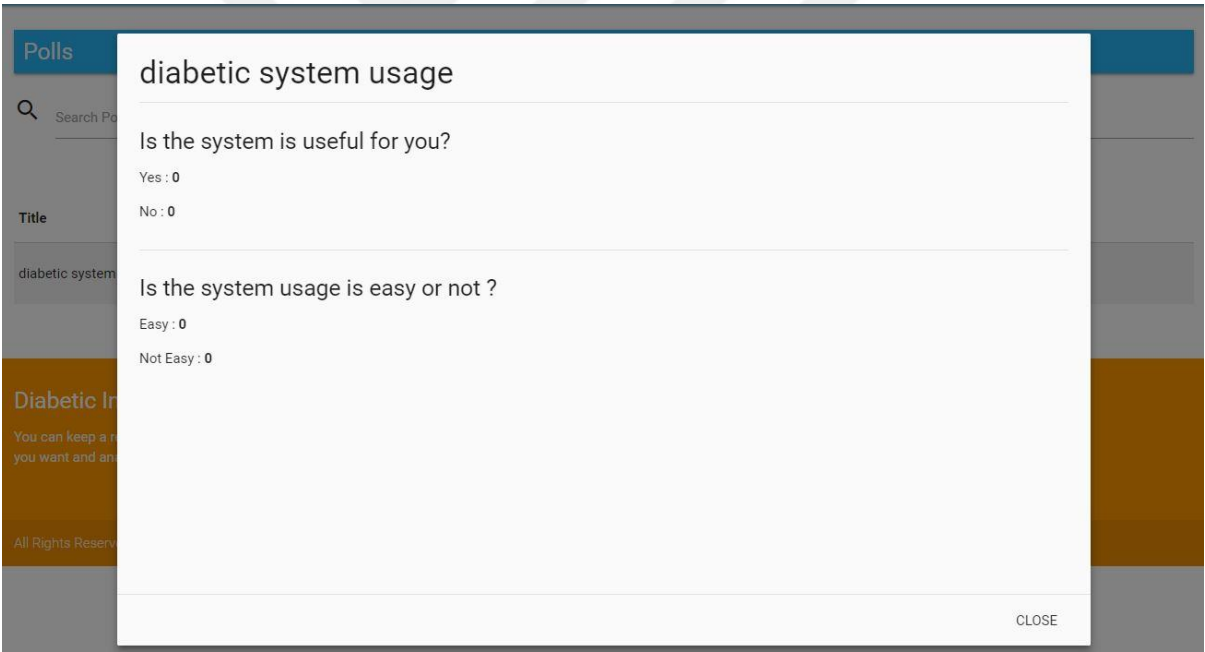 Polls
diabetic system usage
Search Po
Is the system is useful for you?
Yes : 0
No : 0
Title
diabetic system
Is the system usage is easy or not ?
Easy : 0
Not Easy : 0
Diabetic In
You can keep a
you want and an
All Rights Reserv
CLOSE